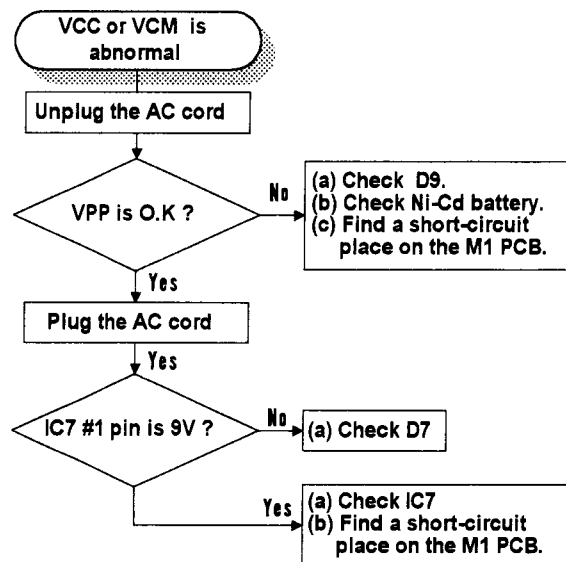 VCC or VCM is
abnormal
Unplug the AC cord
VPP is O.K ?
No
(a) Check D9.
(b) Check Ni-Cd battery.
(c) Find a short-circuit
place on the M1 PCB.
Yes
Plug the AC cord
Yes
IC7 #1 pin is 9V ?
No
(a) Check D7
Yes
(a) Check IC7
(b) Find a short-circuit
place on the M1 PCB.